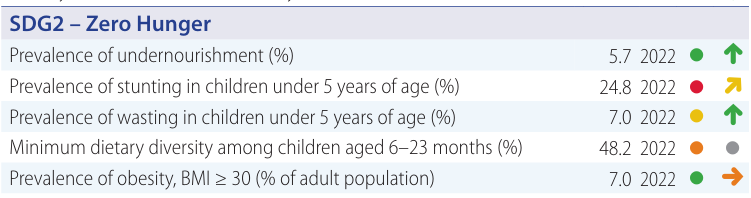 SDG2 – Zero Hunger
Prevalence of undernourishment (%) 5.7 2022
Prevalence of stunting in children under 5 years of age (%) 24.8 2022
Prevalence of wasting in children under 5 years of age (%) 7.0 2022
Minimum dietary diversity among children aged 6–23 months (%) 48.2 2022
Prevalence of obesity, BMI ≥ 30 (% of adult population) 7.0 2022